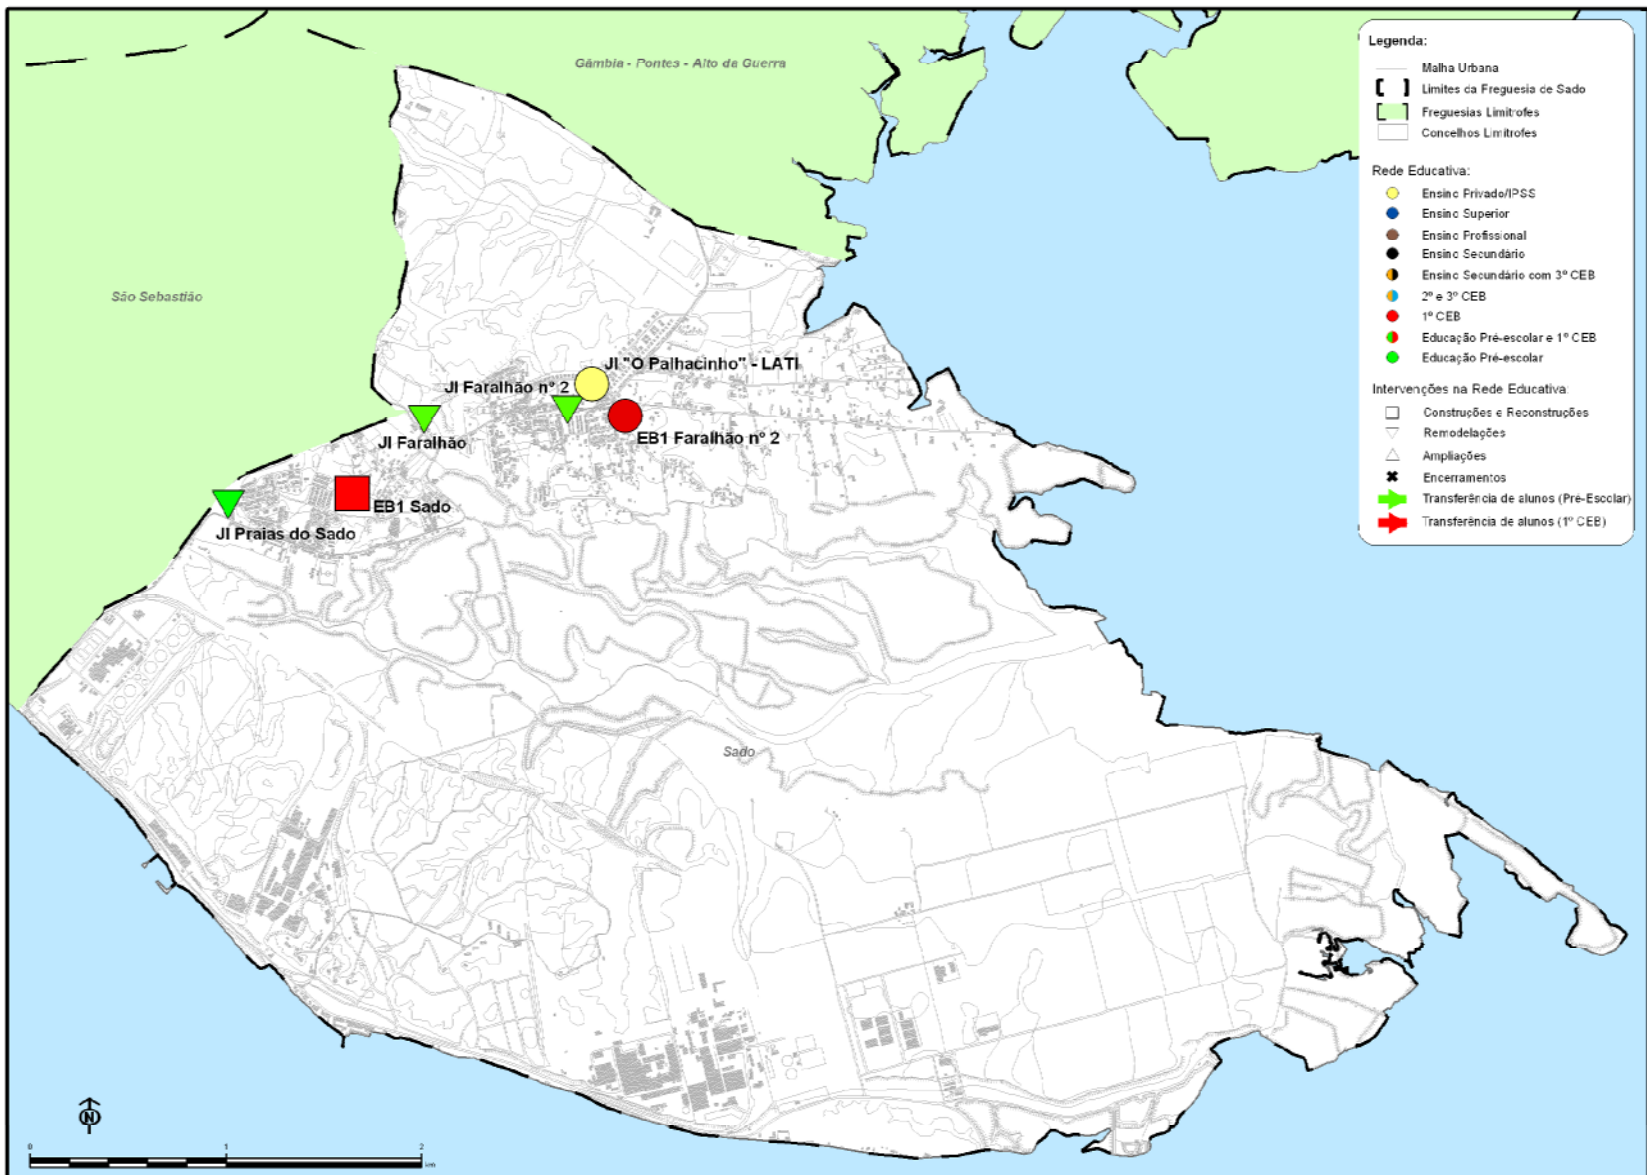 Gâmbia - Pontes - Alto da Guerra
São Sebastião
JI "O Palhacinho" - LATI
JI Faralhão nº 2
JI Faralhão
EB1 Faralhão nº 2
EB1 Sado
JI Praias do Sado
Sado
N
0 1 2
km
Legenda:
Malha Urbana
Limites da Freguesia de Sado
Freguesias Limítrofes
Concelhos Limítrofes
Rede Educativa:
Ensino Privado/IPSS
Ensino Superior
Ensino Profissional
Ensino Secundário
Ensino Secundário com 3º CEB
2º e 3º CEB
1º CEB
Educação Pré-escolar e 1º CEB
Educação Pré-escolar
Intervenções na Rede Educativa:
Construções e Reconstruções
Remodelações
Ampliações
Encerramentos
Transferência de alunos (Pré-Escolar)
Transferência de alunos (1º CEB)